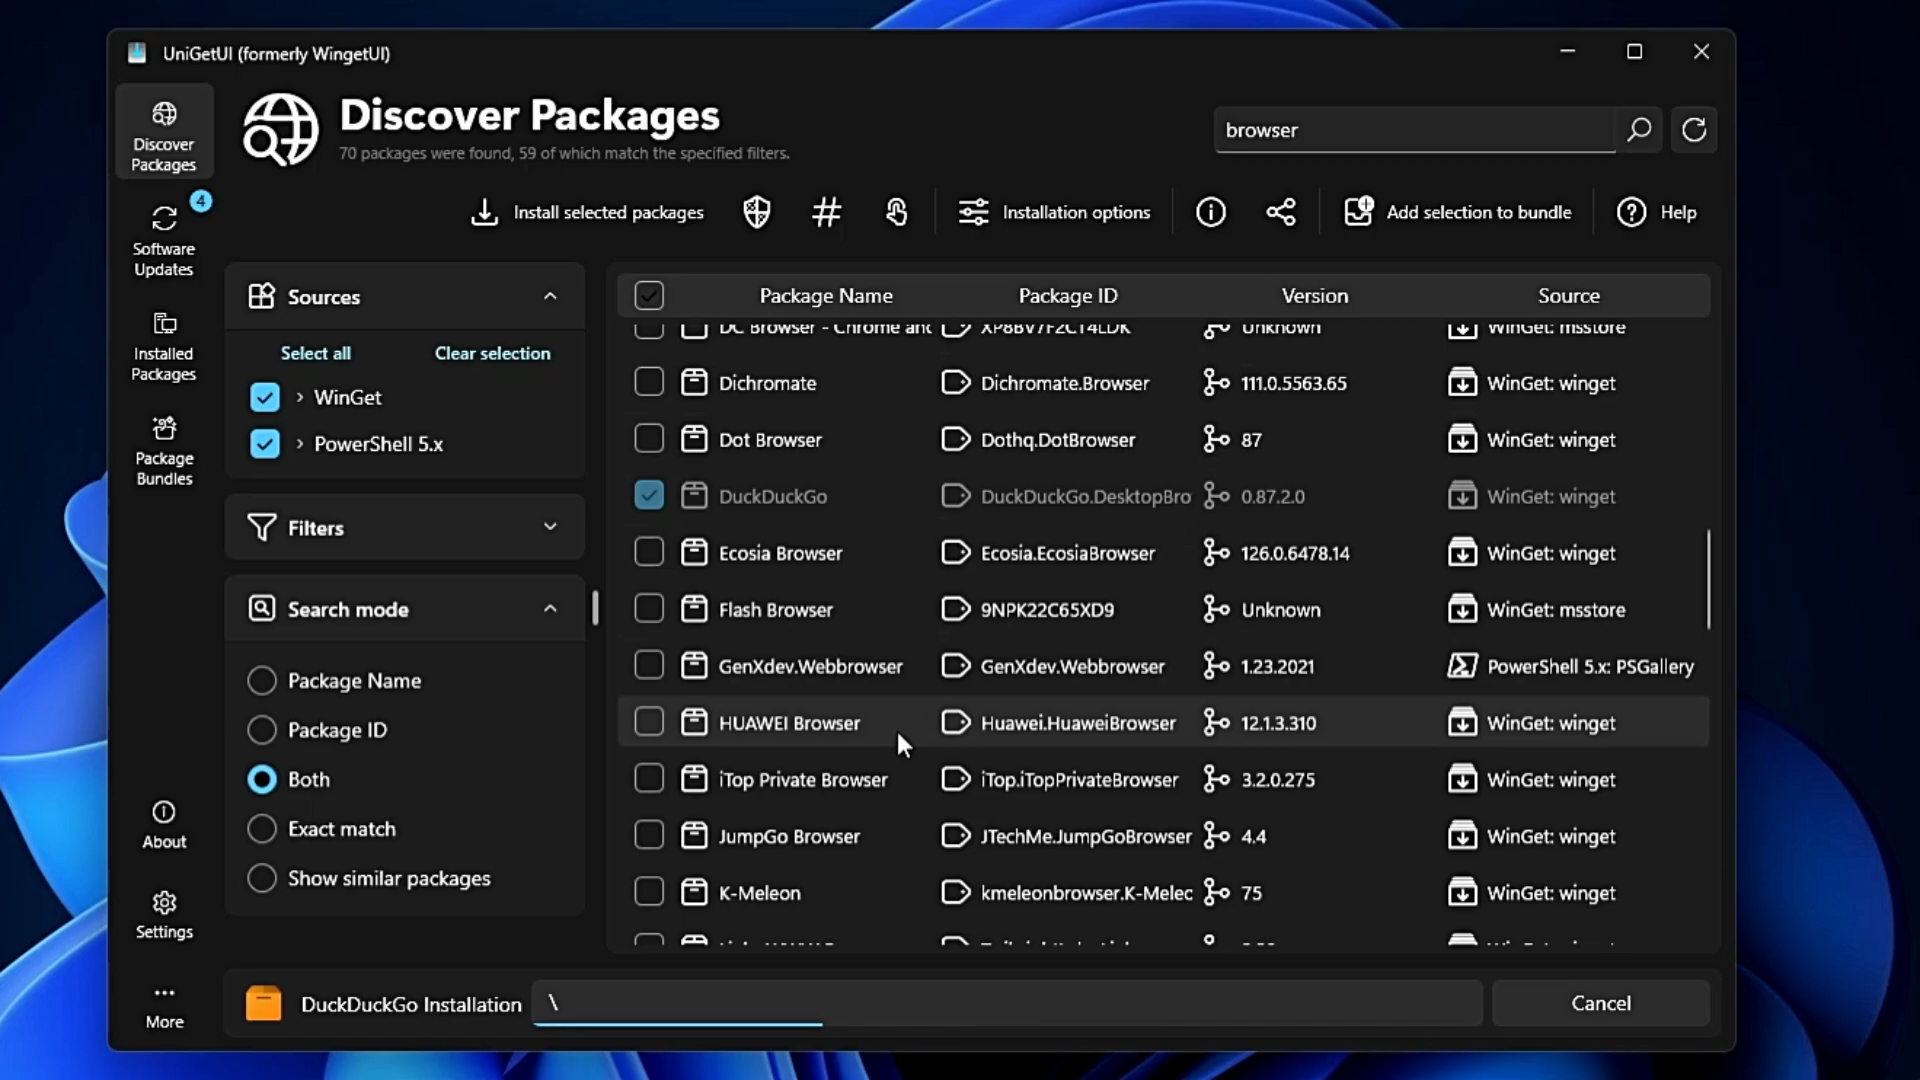 UniGetUI (formerly WingetUI)
Discover Packages
Discover Packages
70 packages were found, 59 of which match the specified filters.
browser
4
Software Updates
Installed Packages
Package Bundles
About
Settings
More
Install selected packages
Installation options
Add selection to bundle
Help
Sources
Select all Clear selection
WinGet
PowerShell 5.x
Filters
Search mode
Package Name
Package ID
Both
Exact match
Show similar packages
Package Name Package ID Version Source
DC Browser - Chrome and XP8BV7F2CT4LDK Unknown WinGet: msstore
Dichromate Dichromate.Browser 111.0.5563.65 WinGet: winget
Dot Browser Dothq.DotBrowser 87 WinGet: winget
DuckDuckGo DuckDuckGo.DesktopBro 0.87.2.0 WinGet: winget
Ecosia Browser Ecosia.EcosiaBrowser 126.0.6478.14 WinGet: winget
Flash Browser 9NPK22C65XD9 Unknown WinGet: msstore
GenXdev.Webbrowser GenXdev.Webbrowser 1.23.2021 PowerShell 5.x: PSGallery
HUAWEI Browser Huawei.HuaweiBrowser 12.1.3.310 WinGet: winget
iTop Private Browser iTop.iTopPrivateBrowser 3.2.0.275 WinGet: winget
JumpGo Browser JTechMe.JumpGoBrowser 4.4 WinGet: winget
K-Meleon kmeleonbrowser.K-Melec 75 WinGet: winget
DuckDuckGo Installation \ Cancel